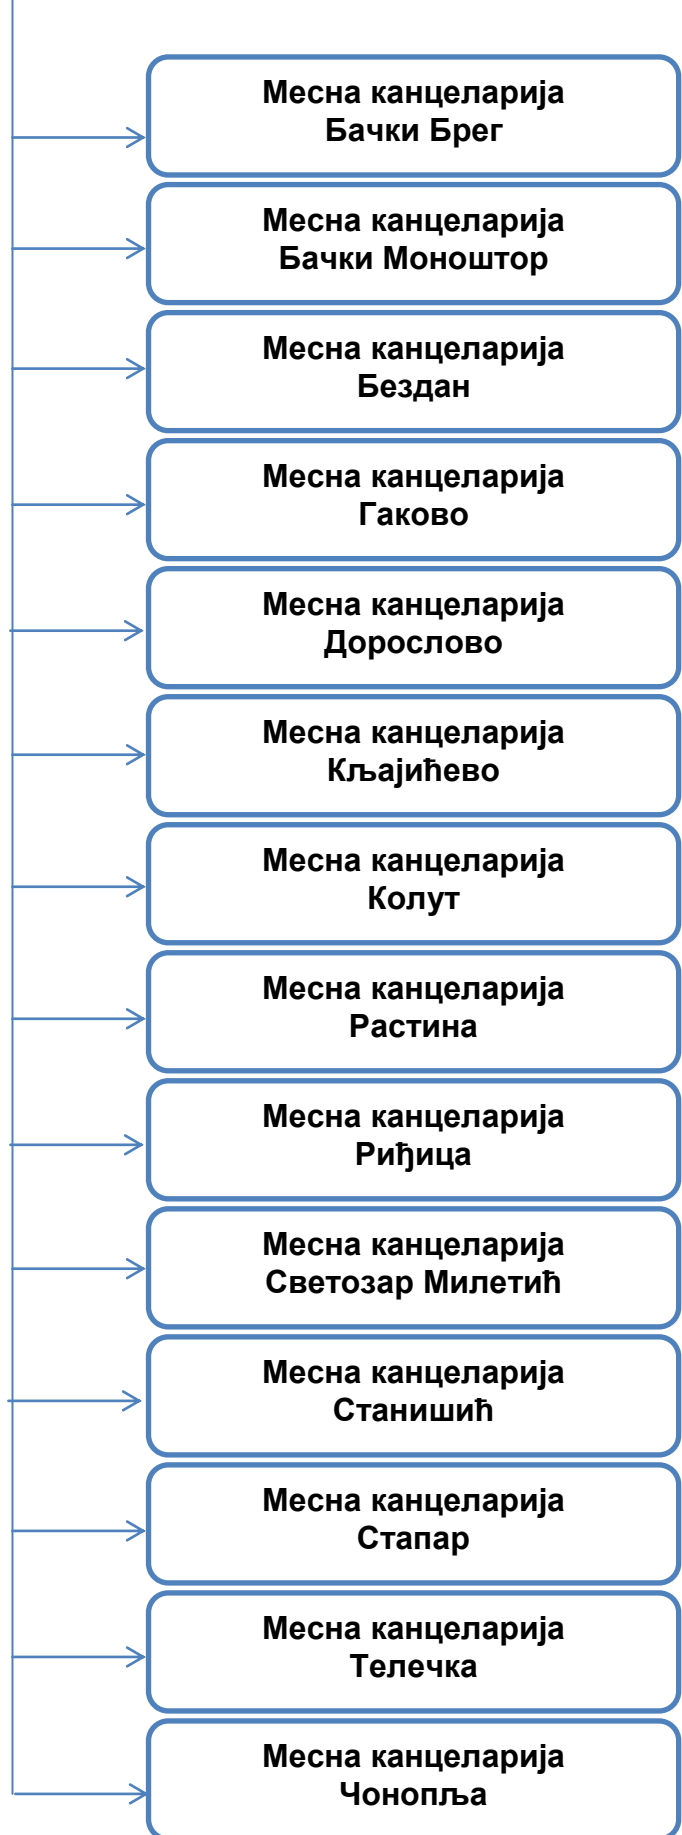 Месна канцеларија
Бачки Брег
Месна канцеларија
Бачки Моноштор
Месна канцеларија
Бездан
Месна канцеларија
Гаково
Месна канцеларија
Дорослово
Месна канцеларија
Кљајићево
Месна канцеларија
Колут
Месна канцеларија
Растина
Месна канцеларија
Риђица
Месна канцеларија
Светозар Милетић
Месна канцеларија
Станишић
Месна канцеларија
Стапар
Месна канцеларија
Телечка
Месна канцеларија
Чонопља